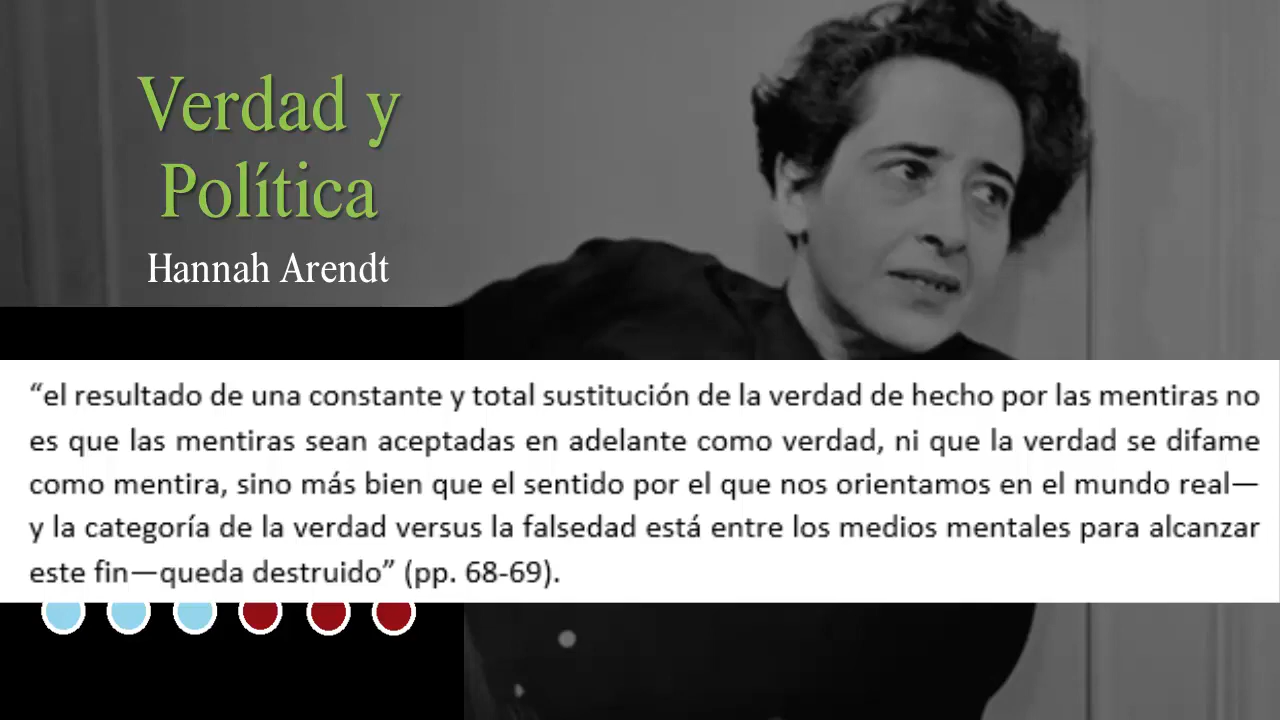 Verdad y
Política
Hannah Arendt
“el resultado de una constante y total sustitución de la verdad de hecho por las mentiras no
es que las mentiras sean aceptadas en adelante como verdad, ni que la verdad se difame
como mentira, sino más bien que el sentido por el que nos orientamos en el mundo real—
y la categoría de la verdad versus la falsedad está entre los medios mentales para alcanzar
este fin—queda destruido” (pp. 68-69).